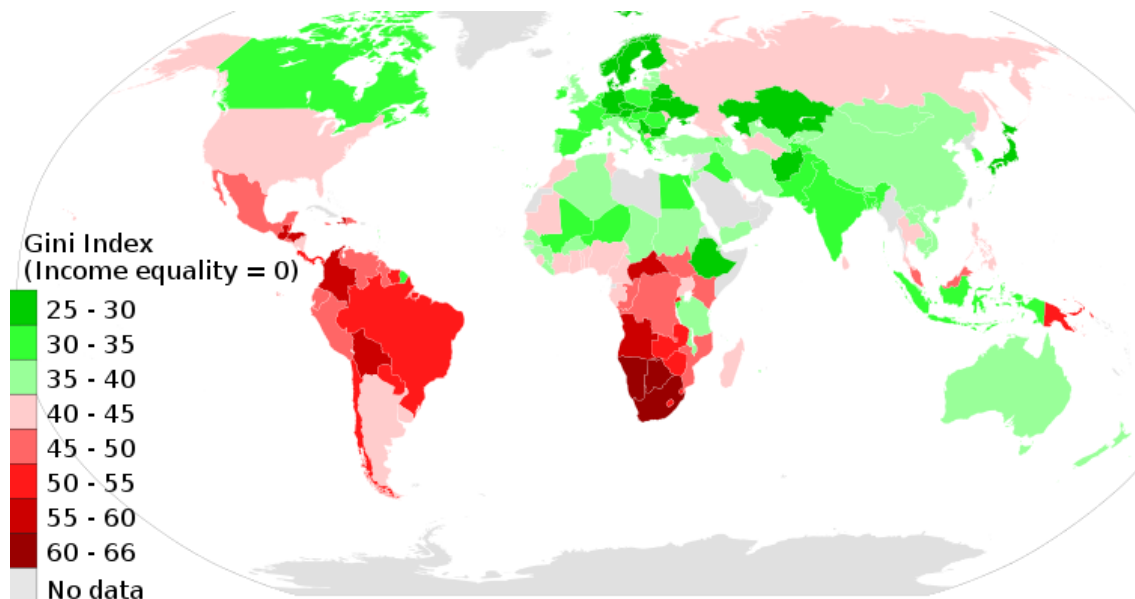 Gini Index
(Income equality = 0)
25 - 30
30 - 35
35 - 40
40 - 45
45 - 50
50 - 55
55 - 60
60 - 66
No data